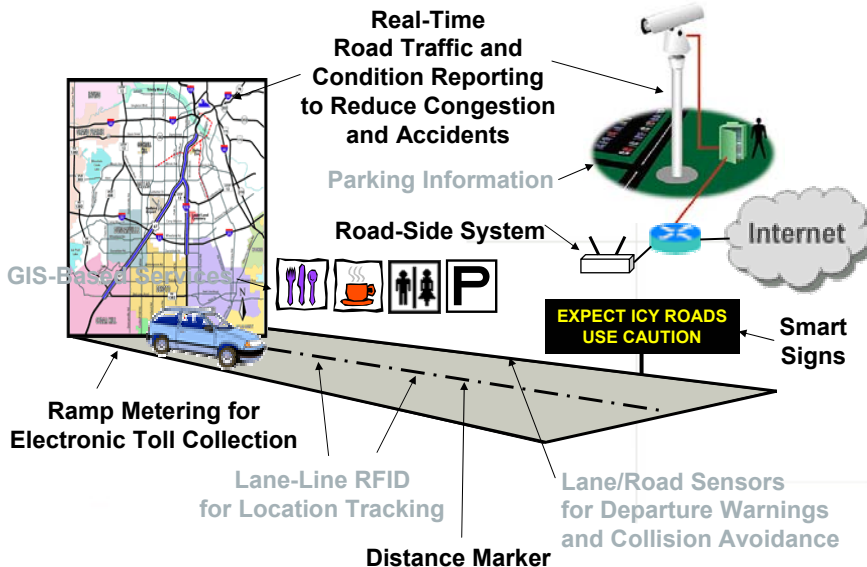 Real-Time
Road Traffic and
Condition Reporting
to Reduce Congestion
and Accidents
Parking Information
Road-Side System
Internet
GIS-Based Services
P
EXPECT ICY ROADS
USE CAUTION
Smart
Signs
Ramp Metering for
Electronic Toll Collection
Lane-Line RFID
for Location Tracking
Lane/Road Sensors
for Departure Warnings
and Collision Avoidance
Distance Marker